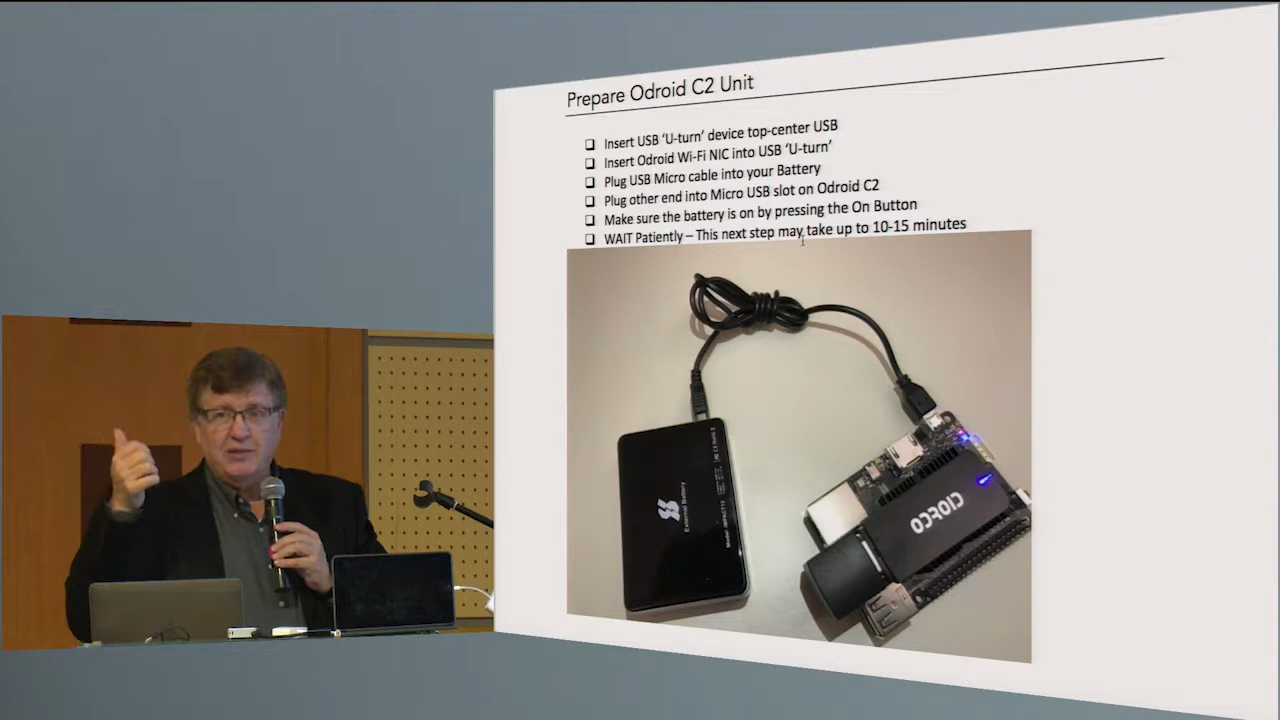 Prepare Odroid C2 Unit
❑ Insert USB ‘U-turn’ device top-center USB
❑ Insert Odroid Wi-Fi NIC into USB ‘U-turn’
❑ Plug USB Micro cable into your Battery
❑ Plug other end into Micro USB slot on Odroid C2
❑ Make sure the battery is on by pressing the On Button
❑ WAIT Patiently – This next step may take up to 10-15 minutes
External Battery
Model: IMPACT12
ODROID